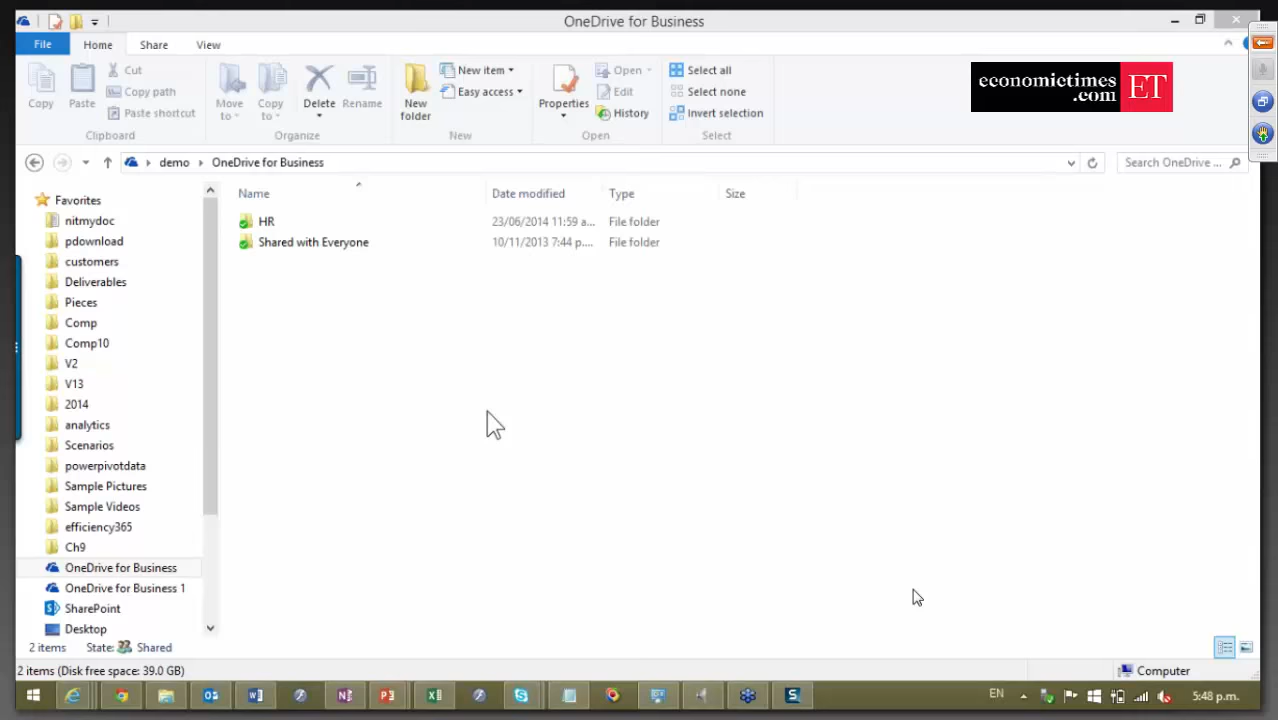 OneDrive for Business
File Home Share View
economictimes
.com ET
Copy Paste Cut Copy path Paste shortcut
Clipboard
Move to Copy to Delete Rename
Organize
New folder New item Easy access
New
Properties Open Edit History
Open
Select all
Select none
Invert selection
Select
demo OneDrive for Business Search OneDrive ...
Name Date modified Type Size
HR 23/06/2014 11:59 a... File folder
Shared with Everyone 10/11/2013 7:44 p.... File folder
Favorites
nitmydoc
pdownload
customers
Deliverables
Pieces
Comp
Comp10
V2
V13
2014
analytics
Scenarios
powerpivotdata
Sample Pictures
Sample Videos
efficiency365
Ch9
OneDrive for Business
OneDrive for Business 1
SharePoint
Desktop
2 items State: Shared
2 items (Disk free space: 39.0 GB) Computer
EN 5:48 p.m.